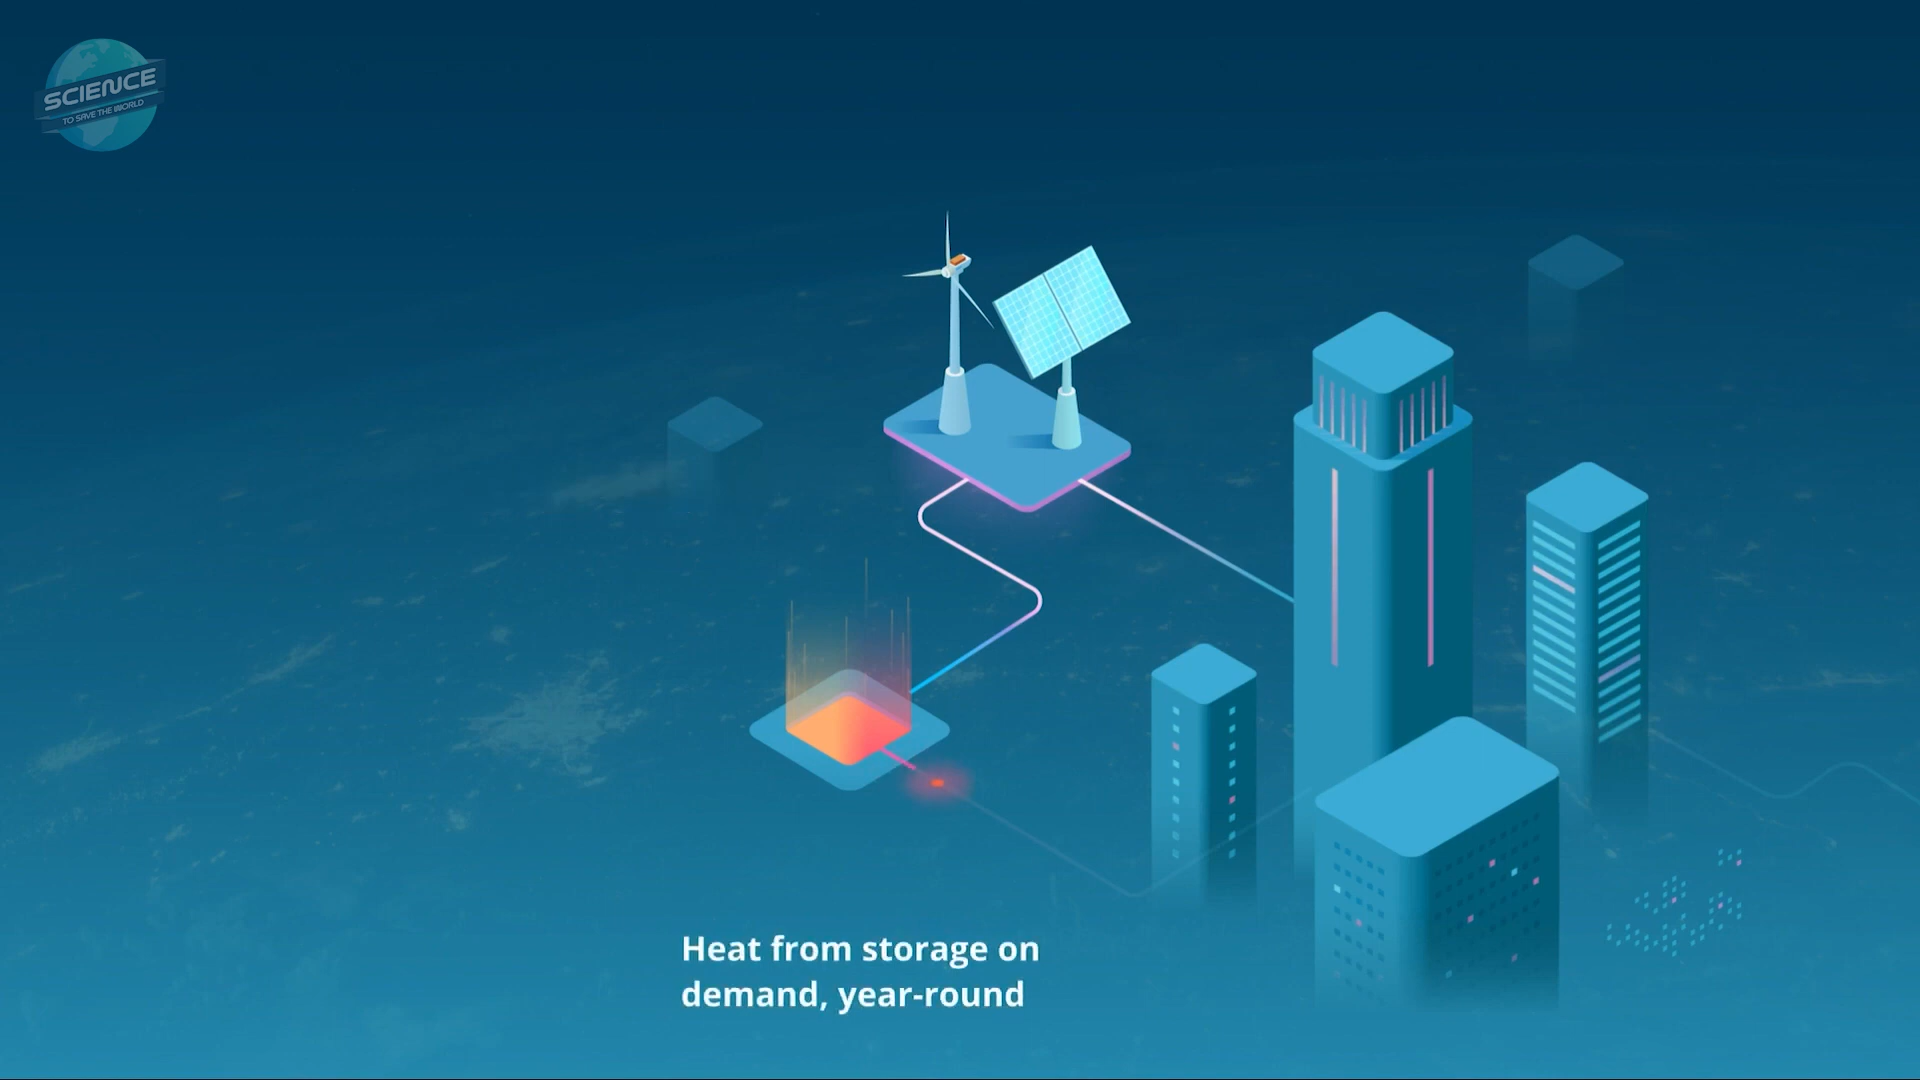 SCIENCE
TO SAVE THE WORLD
Heat from storage on
demand, year-round